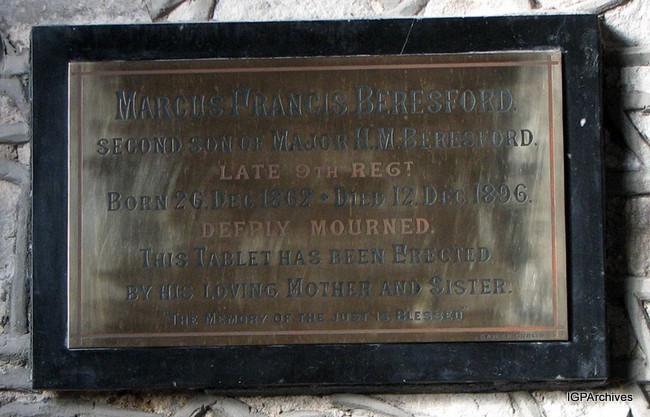 MARCUS FRANCIS BERESFORD.
SECOND SON OF MAJOR H.M. BERESFORD.
LATE 9TH REGT
BORN 26. DEC 1862 • DIED 12. DEC 1896.
DEEPLY MOURNED.
THIS TABLET HAS BEEN ERECTED
BY HIS LOVING MOTHER AND SISTER.
"THE MEMORY OF THE JUST IS BLESSED"
IGPArchives